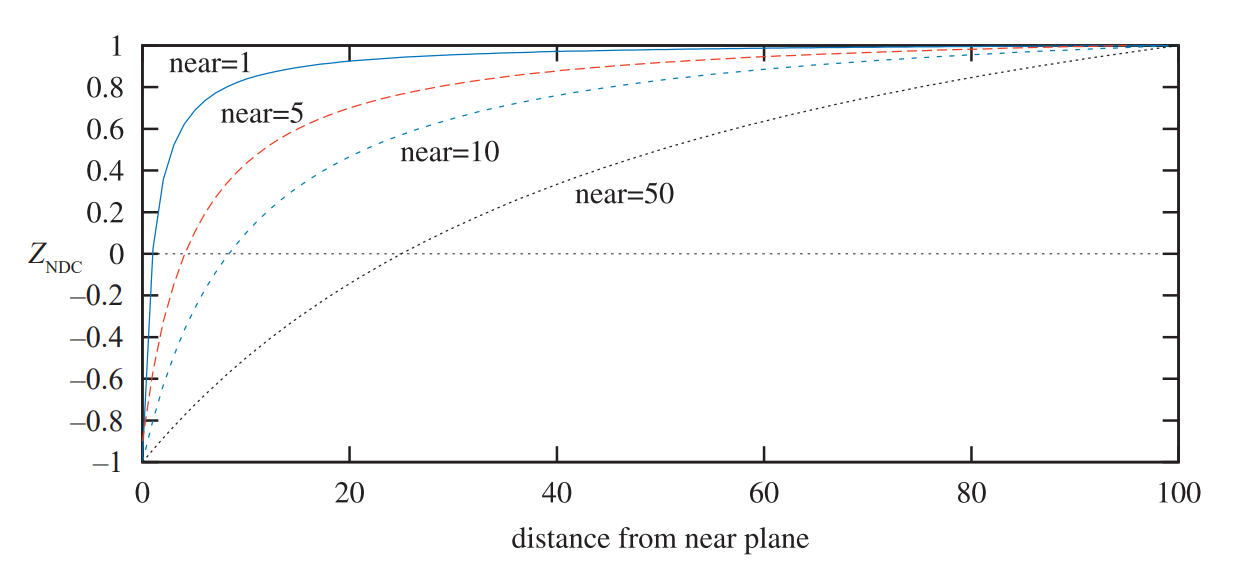 1
near=1
0.8
near=5
0.6
near=10
0.4
near=50
0.2
Z_NDC 0
–0.2
–0.4
–0.6
–0.8
–1
0 20 40 60 80 100
distance from near plane